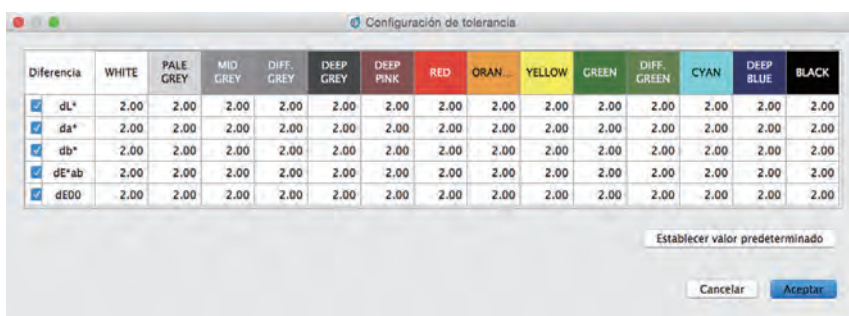 Configuración de tolerancia
Diferencia WHITE PALE GREY MID GREY DIFF. GREY DEEP GREY DEEP PINK RED ORAN... YELLOW GREEN DIFF. GREEN CYAN DEEP BLUE BLACK
dL* 2.00 2.00 2.00 2.00 2.00 2.00 2.00 2.00 2.00 2.00 2.00 2.00 2.00 2.00
da* 2.00 2.00 2.00 2.00 2.00 2.00 2.00 2.00 2.00 2.00 2.00 2.00 2.00 2.00
db* 2.00 2.00 2.00 2.00 2.00 2.00 2.00 2.00 2.00 2.00 2.00 2.00 2.00 2.00
dE*ab 2.00 2.00 2.00 2.00 2.00 2.00 2.00 2.00 2.00 2.00 2.00 2.00 2.00 2.00
dE00 2.00 2.00 2.00 2.00 2.00 2.00 2.00 2.00 2.00 2.00 2.00 2.00 2.00 2.00
Establecer valor predeterminado
Cancelar Aceptar